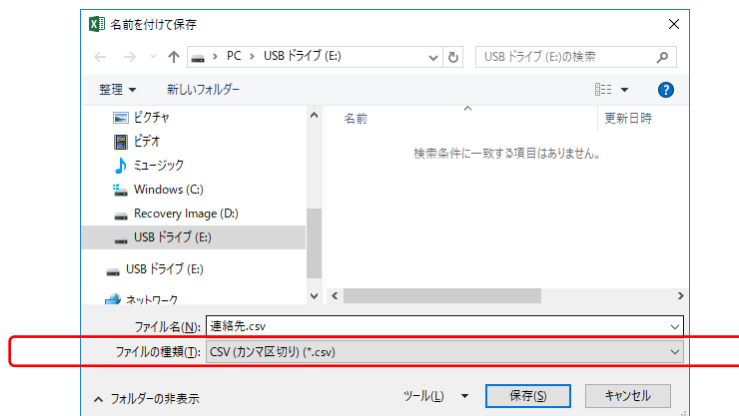 名前を付けて保存
PC > USB ドライブ (E:)
USB ドライブ (E:)の検索
整理 新しいフォルダー
ピクチャ
ビデオ
ミュージック
Windows (C:)
Recovery Image (D:)
USB ドライブ (E:)
USB ドライブ (E:)
ネットワーク
名前 更新日時
検索条件に一致する項目はありません。
ファイル名(N): 連絡先.csv
ファイルの種類(T): CSV (カンマ区切り) (*.csv)
フォルダーの非表示 ツール(L) 保存(S) キャンセル